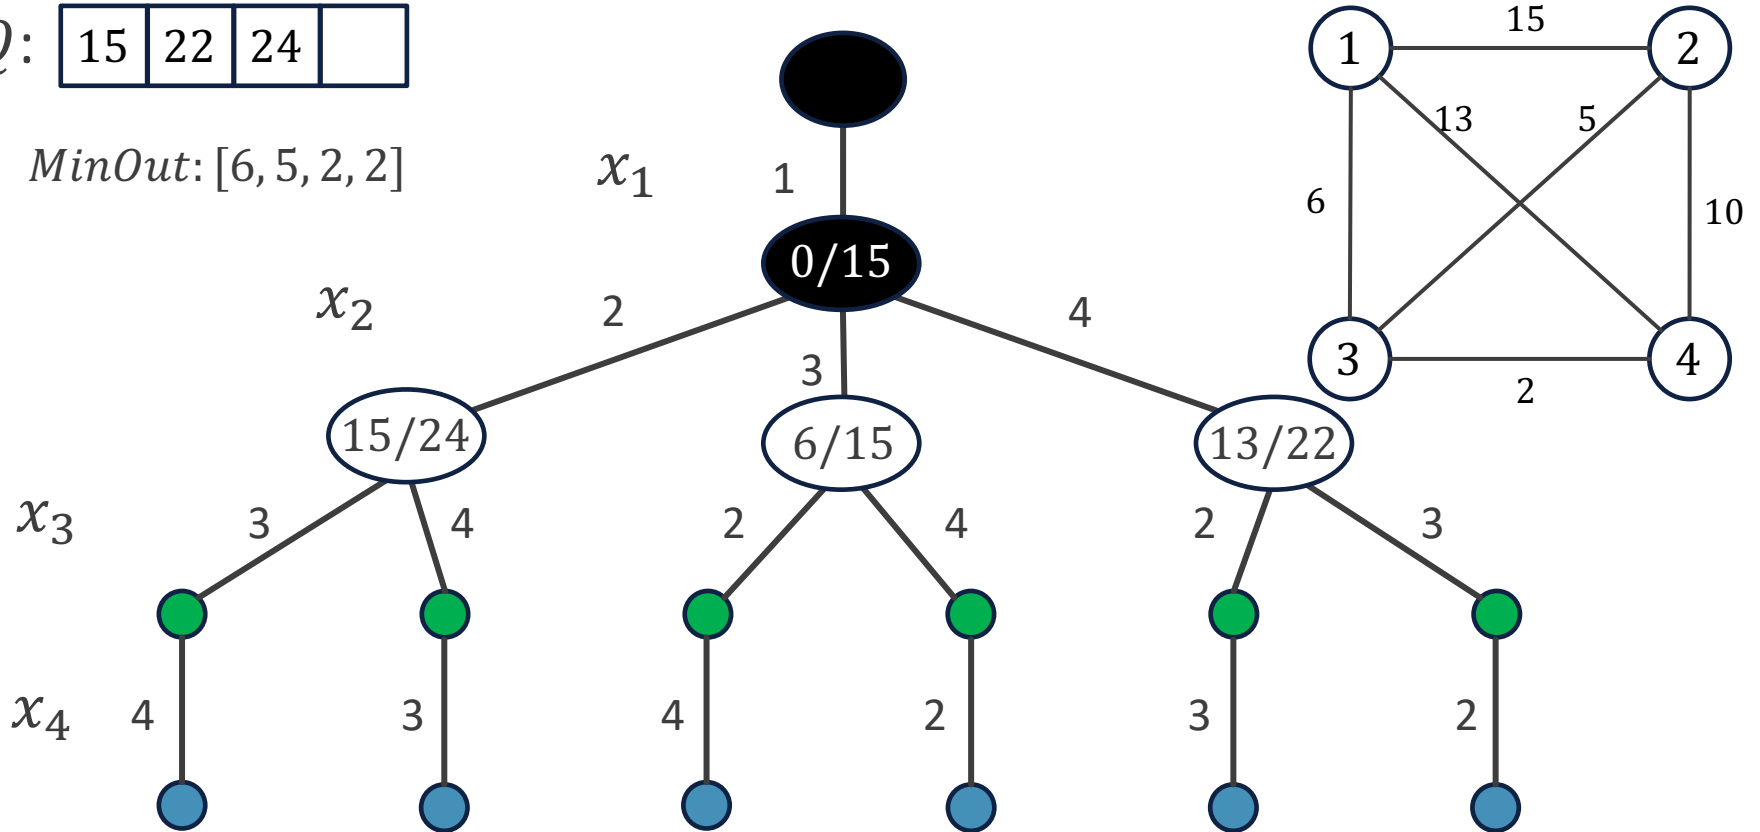 Q: 15 22 24
MinOut: [6, 5, 2, 2]
x₁ 1
0/15
x₂ 2 3 4
15/24 6/15 13/22
x₃ 3 4 2 4 2 3
x₄ 4 3 4 2 3 2
1 15 2
13 5
6 10
3 2 4